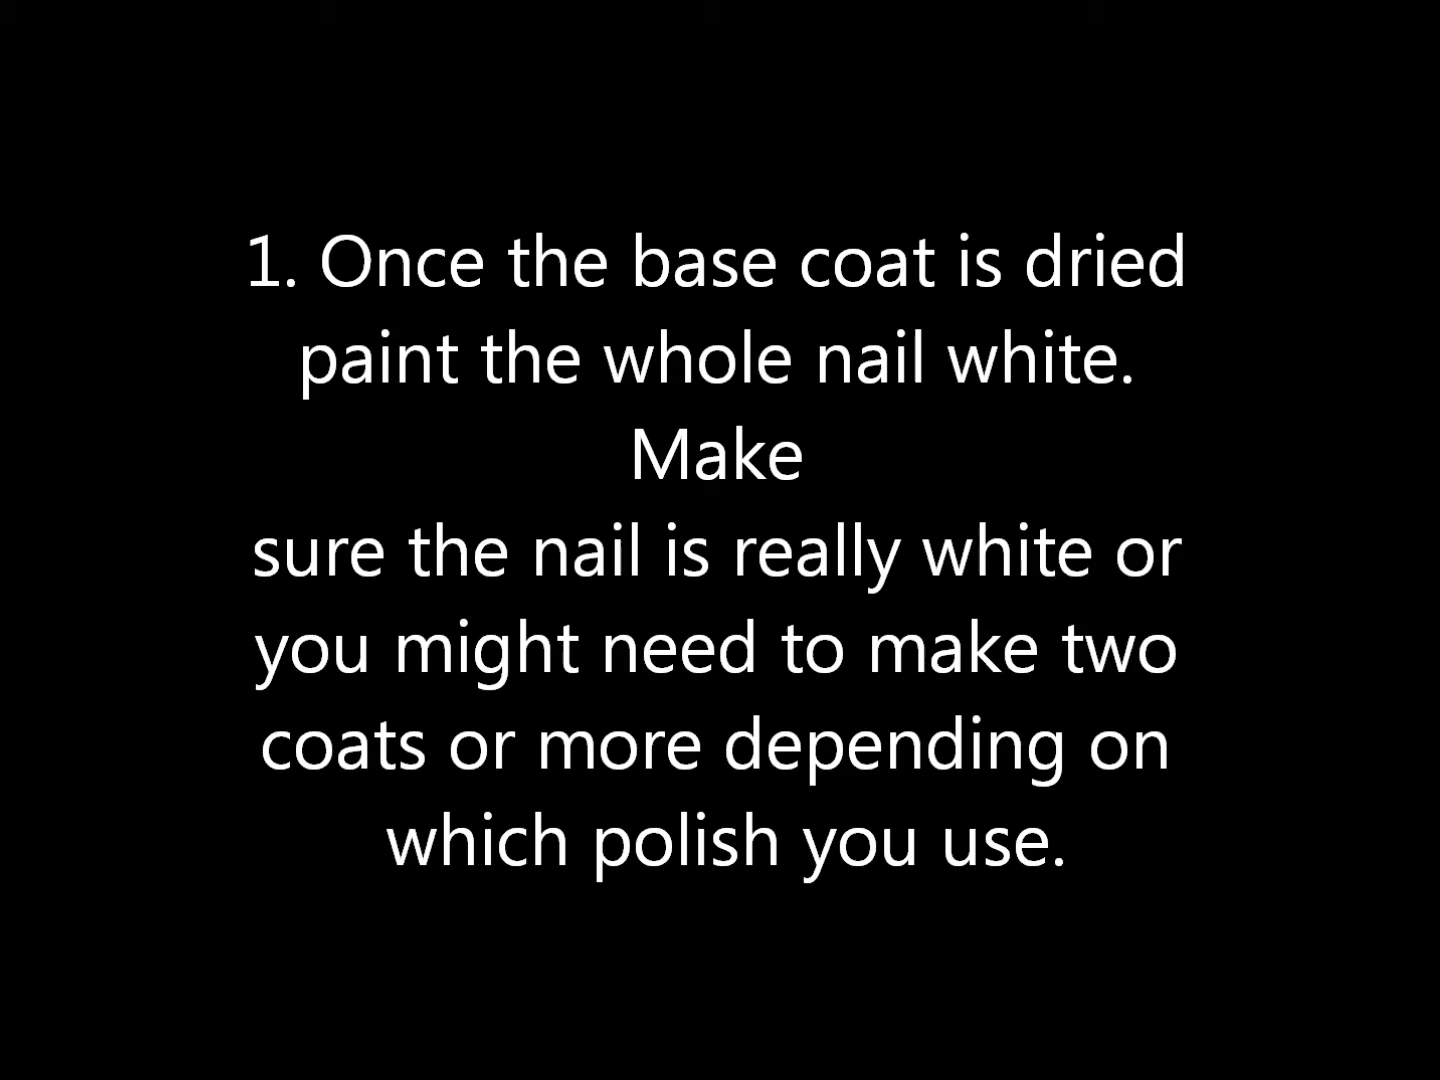 1. Once the base coat is dried
paint the whole nail white.
Make
sure the nail is really white or
you might need to make two
coats or more depending on
which polish you use.